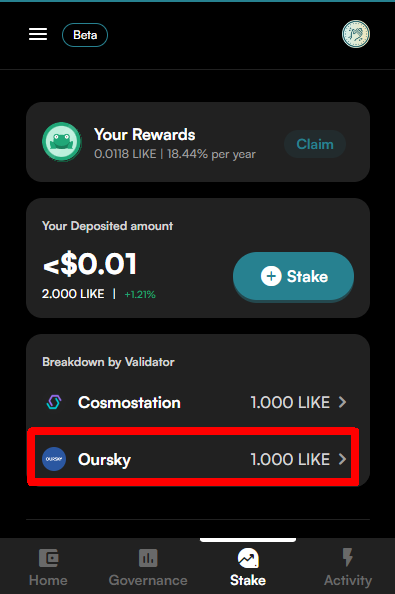 Beta
Your Rewards
0.0118 LIKE | 18.44% per year
Claim
Your Deposited amount
<$0.01
2.000 LIKE | +1.21%
Stake
Breakdown by Validator
Cosmostation 1.000 LIKE
OURSKY Oursky 1.000 LIKE
Home Governance Stake Activity